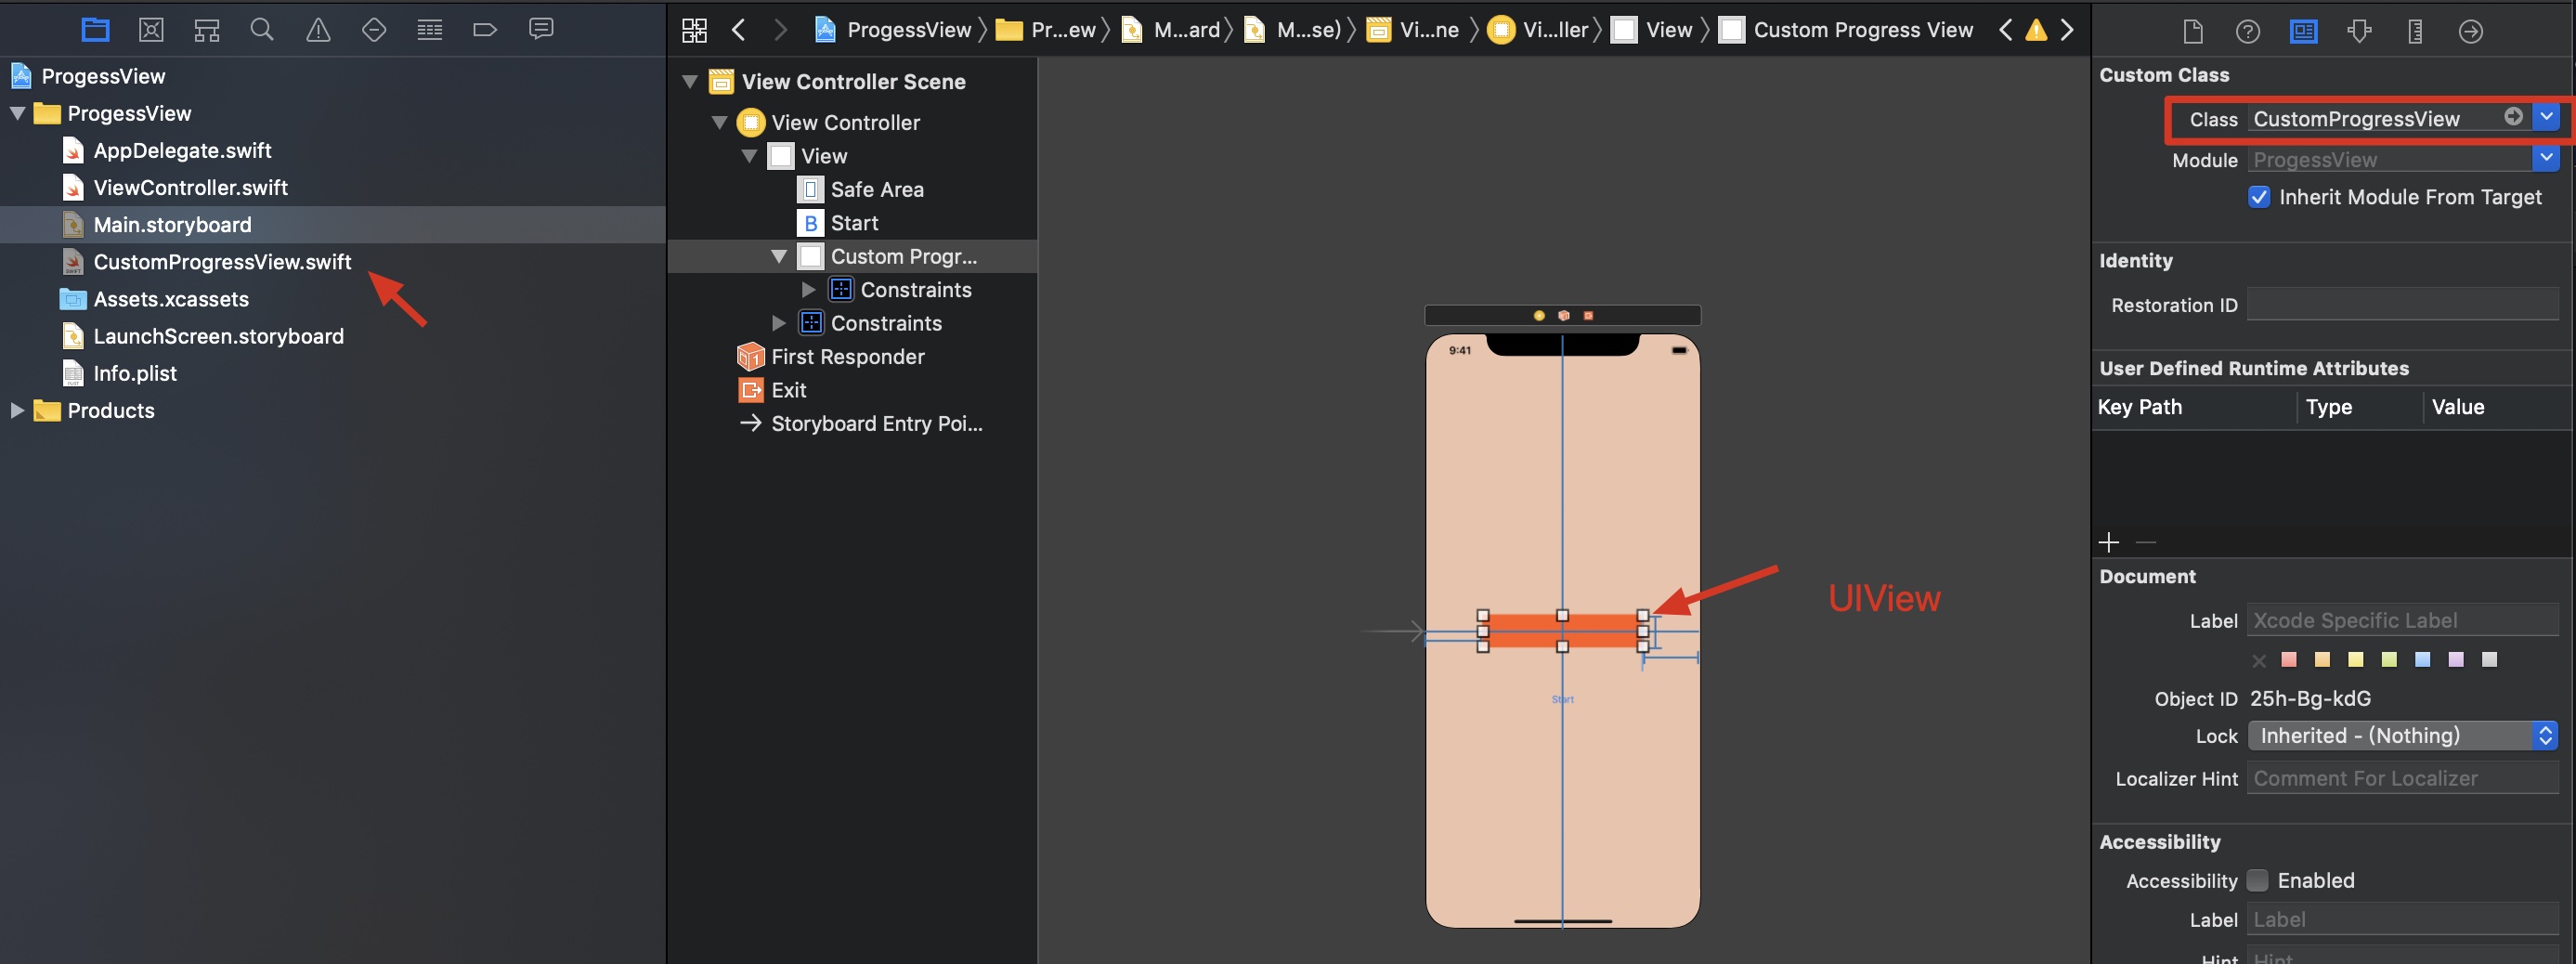 ProgessView
ProgessView
AppDelegate.swift
ViewController.swift
Main.storyboard
CustomProgressView.swift
Assets.xcassets
LaunchScreen.storyboard
Info.plist
Products
ProgessView
Pr...ew
M...ard
M...se)
Vi...ne
Vi...ller
View
Custom Progress View
View Controller Scene
View Controller
View
Safe Area
B Start
Custom Progr...
Constraints
Constraints
First Responder
Exit
Storyboard Entry Poi...
9:41
UIView
Start
Custom Class
Class CustomProgressView
Module ProgessView
Inherit Module From Target
Identity
Restoration ID
User Defined Runtime Attributes
Key Path Type Value
Document
Label Xcode Specific Label
Object ID 25h-Bg-kdG
Lock Inherited - (Nothing)
Localizer Hint Comment For Localizer
Accessibility
Accessibility Enabled
Label Label
Hint Hint